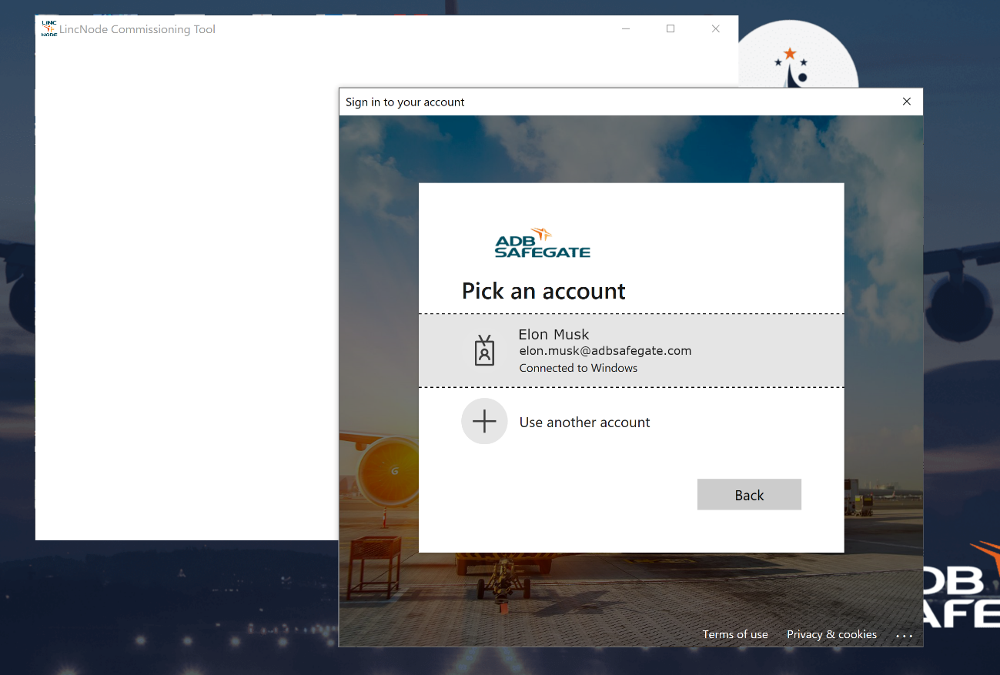 LINC
NODE
LincNode Commissioning Tool
Sign in to your account
ADB
SAFEGATE
Pick an account
Elon Musk
elon.musk@adbsafegate.com
Connected to Windows
Use another account
Back
Terms of use Privacy & cookies ...
DB
AFE